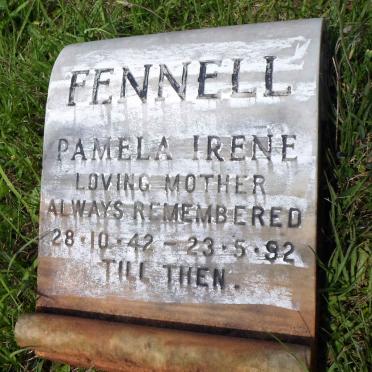 FENNELL
PAMELA IRENE
LOVING MOTHER
ALWAYS REMEMBERED
28·10·42 – 23·5·92
TILL THEN.